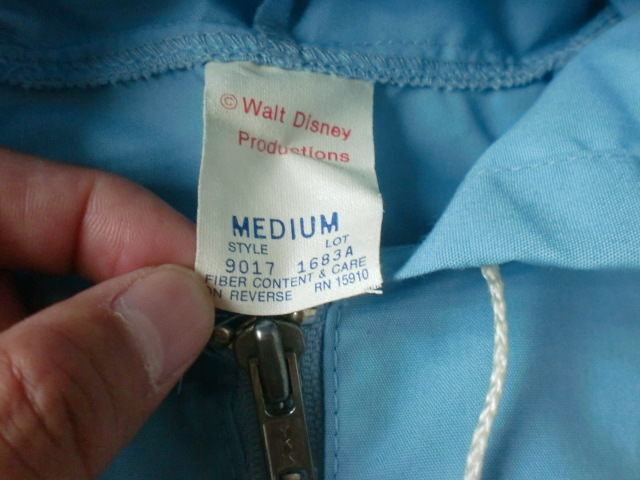 © Walt Disney
Productions
MEDIUM
STYLE LOT
9017 1683A
FIBER CONTENT & CARE
ON REVERSE RN 15910